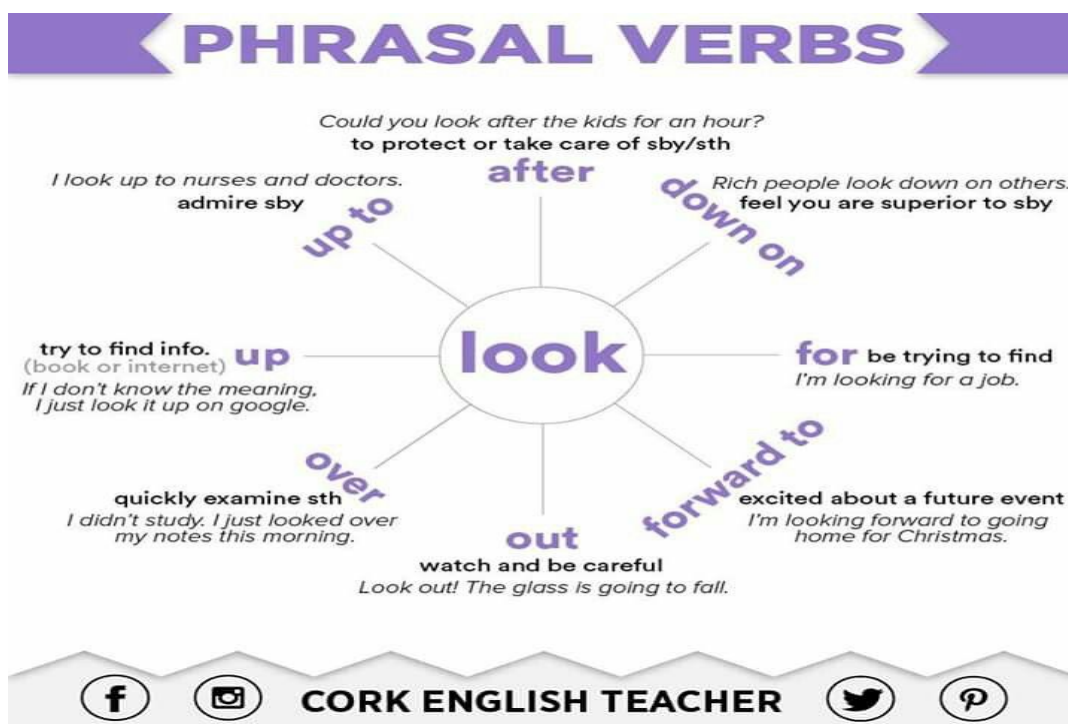 PHRASAL VERBS
Could you look after the kids for an hour?
to protect or take care of sby/sth
after
I look up to nurses and doctors.
admire sby
up to
down on
Rich people look down on others.
feel you are superior to sby
look
try to find info.
(book or internet)
up
If I don't know the meaning,
I just look it up on google.
for be trying to find
I'm looking for a job.
over
quickly examine sth
I didn't study. I just looked over
my notes this morning.
out
watch and be careful
Look out! The glass is going to fall.
forward to
excited about a future event
I'm looking forward to going
home for Christmas.
CORK ENGLISH TEACHER